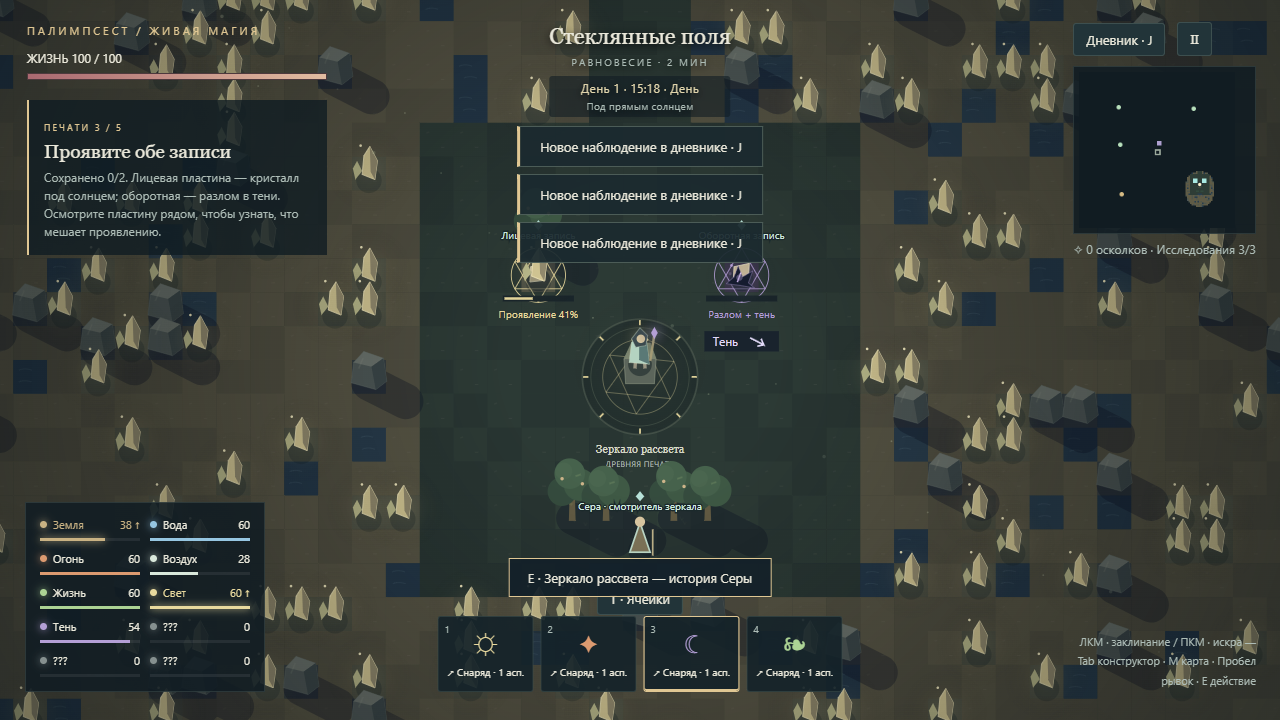 ПАЛИМПСЕСТ / ЖИВАЯ МАГИЯ
ЖИЗНЬ 100 / 100
ПЕЧАТИ 3 / 5
Проявите обе записи
Сохранено 0/2. Лицевая пластина — кристалл
под солнцем; оборотная — разлом в тени.
Осмотрите пластину рядом, чтобы узнать, что
мешает проявлению.
Стеклянные поля
РАВНОВЕСИЕ · 2 МИН
День 1 · 15:18 · День
Под прямым солнцем
Новое наблюдение в дневнике · J
Новое наблюдение в дневнике · J
Новое наблюдение в дневнике · J
Дневник · J
II
✧ 0 осколков · Исследования 3/3
Проявление 41%
Разлом + тень
Тень ↘
Зеркало рассвета
ДРЕВНЯЯ ПЕЧАТЬ
Сера · смотритель зеркала
E · Зеркало рассвета — история Серы
T · Ячейки
Земля 38 ↑
Вода 60
Огонь 60
Воздух 28
Жизнь 60
Свет 60 ↑
Тень 54
??? 0
??? 0
??? 0
1
↗ Снаряд · 1 асп.
2
↗ Снаряд · 1 асп.
3
↗ Снаряд · 1 асп.
4
↗ Снаряд · 1 асп.
ЛКМ · заклинание / ПКМ · искра —
Tab конструктор · M карта · Пробел
рывок · E действие